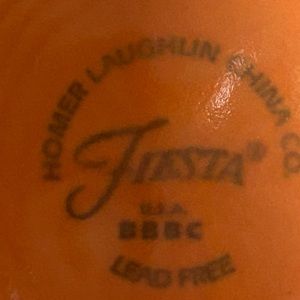 HOMER LAUGHLIN CHINA CO.
FIESTA®
U.S.A.
BBBC
LEAD FREE